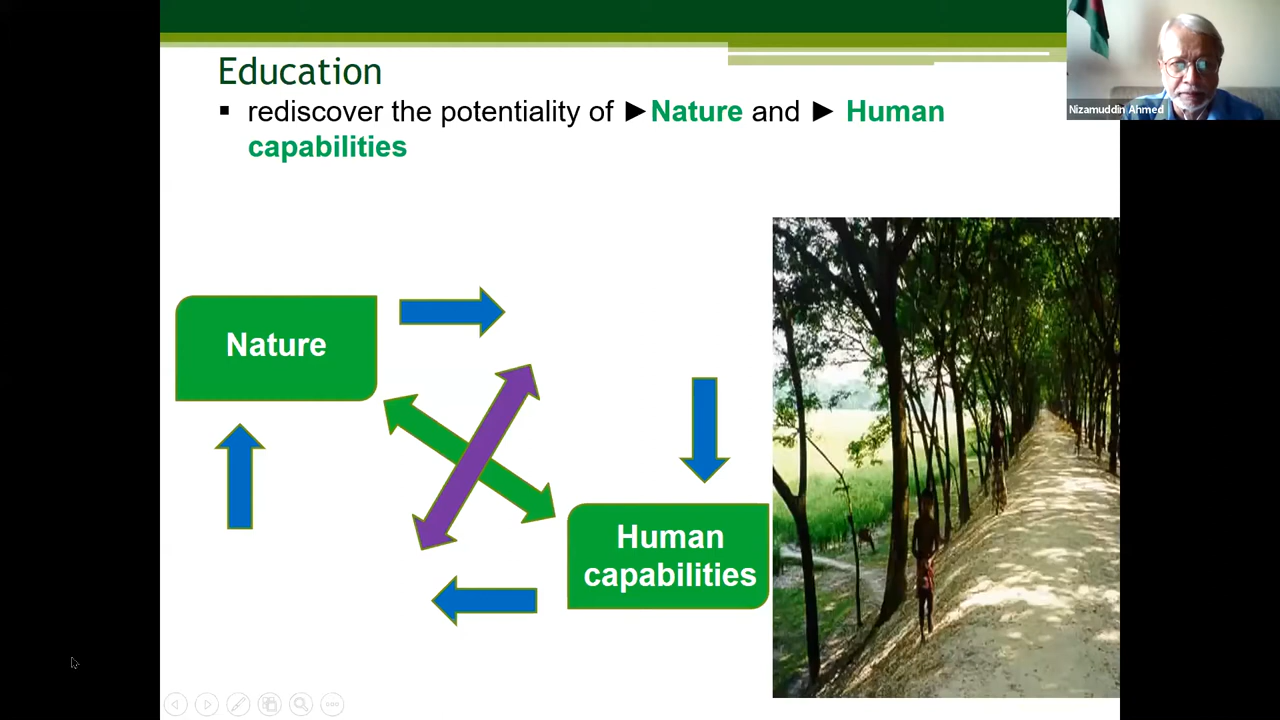 Education
▪ rediscover the potentiality of ►Nature and ► Human
capabilities
Nizamuddin Ahmed
Nature
Human
capabilities